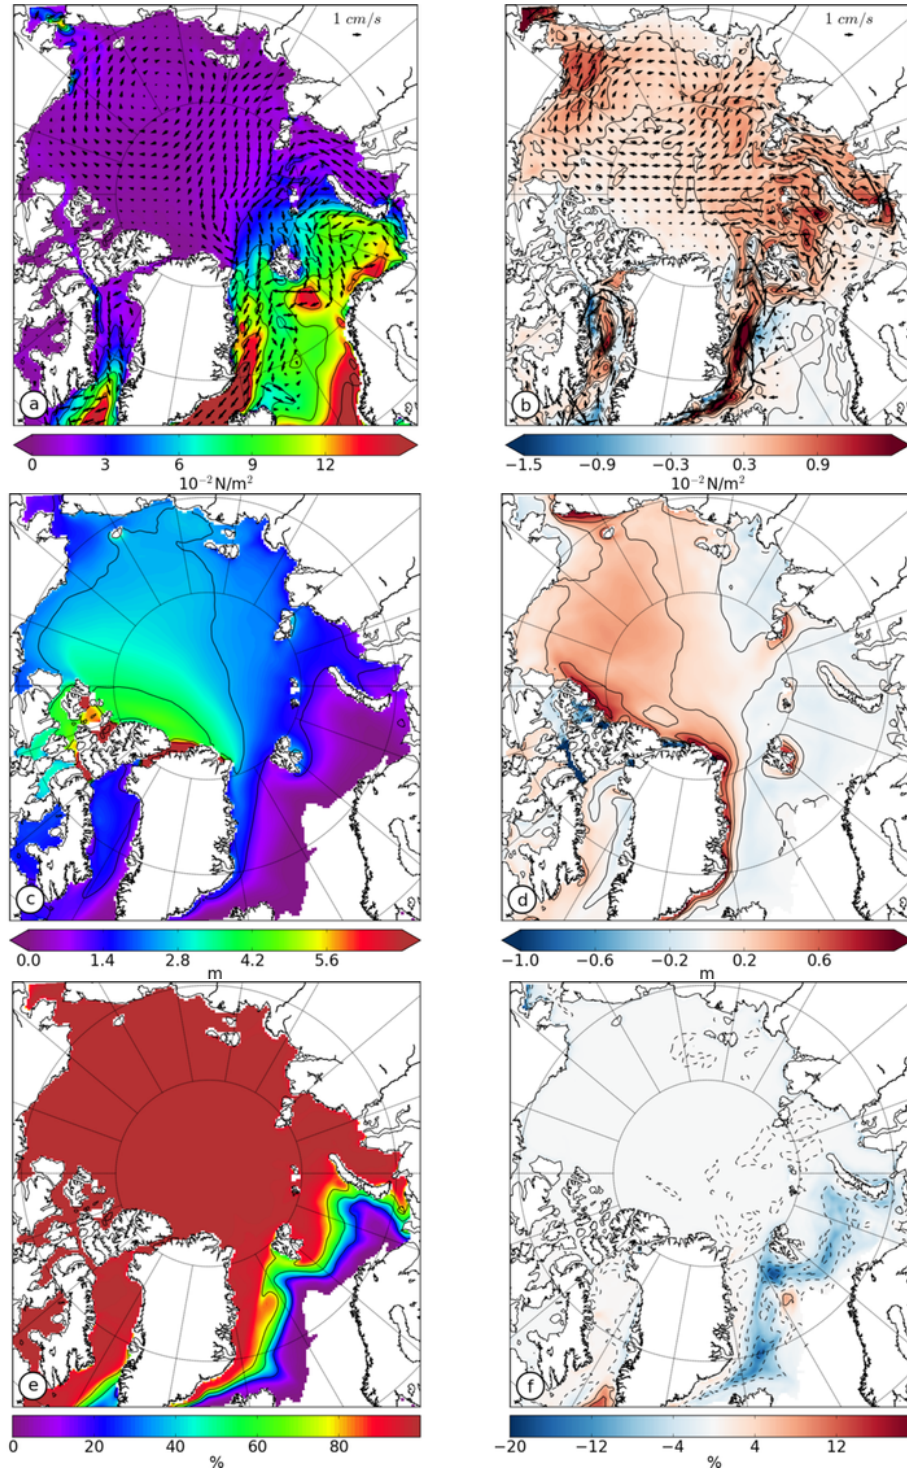 1 cm/s
1 cm/s
a
b
0 3 6 9 12
−1.5 −0.9 −0.3 0.3 0.9
10⁻² N/m²
10⁻² N/m²
c
d
0.0 1.4 2.8 4.2 5.6
−1.0 −0.6 −0.2 0.2 0.6
m
m
e
f
0 20 40 60 80
−20 −12 −4 4 12
%
%